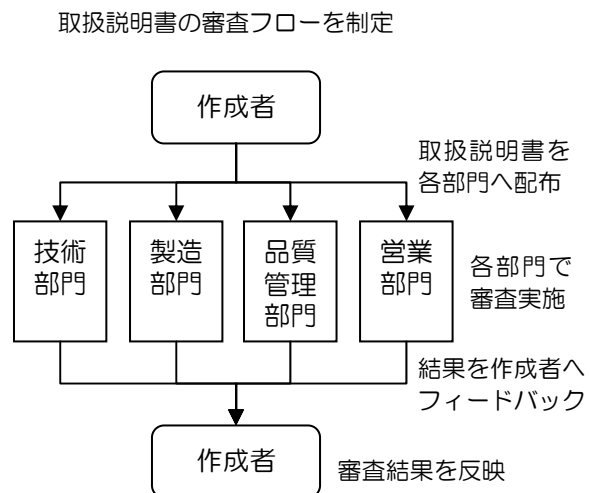 取扱説明書の審査フローを制定
作成者
取扱説明書を
各部門へ配布
技術
部門
製造
部門
品質
管理
部門
営業
部門
各部門で
審査実施
結果を作成者へ
フィードバック
作成者
審査結果を反映